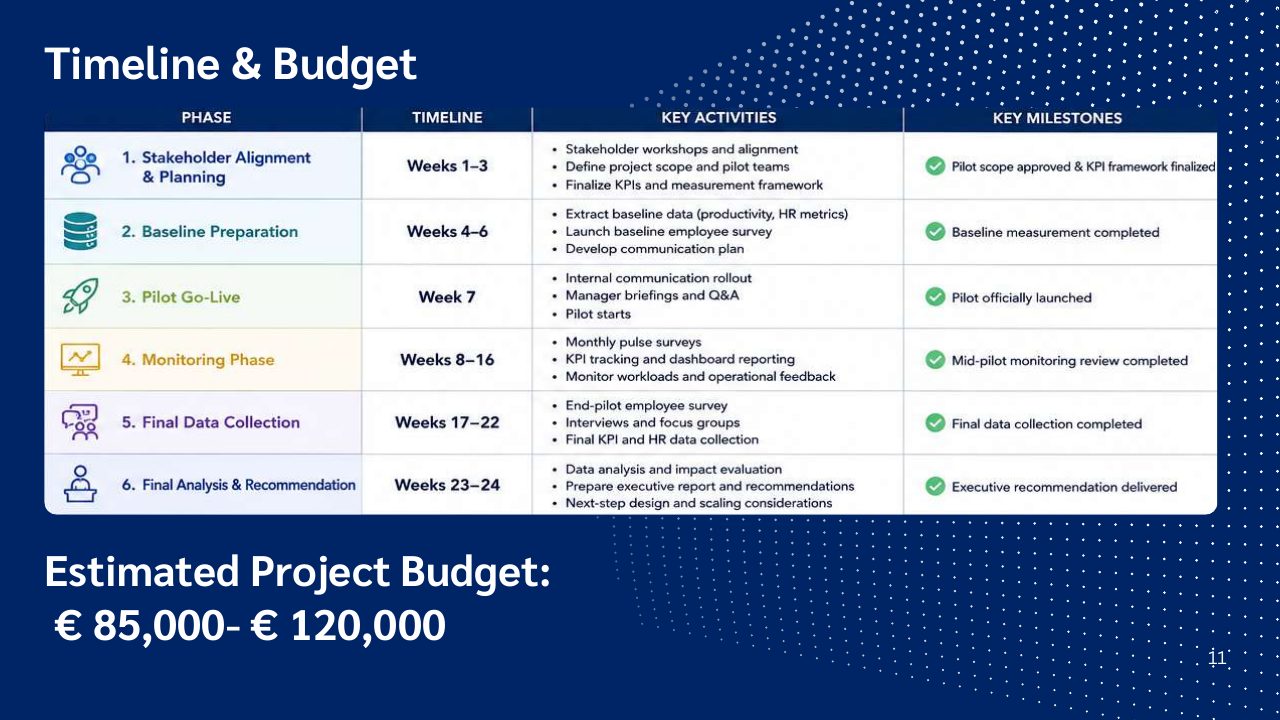 Timeline & Budget
PHASE TIMELINE KEY ACTIVITIES KEY MILESTONES
1. Stakeholder Alignment
& Planning
Weeks 1–3
• Stakeholder workshops and alignment
• Define project scope and pilot teams
• Finalize KPIs and measurement framework
Pilot scope approved & KPI framework finalized
2. Baseline Preparation
Weeks 4–6
• Extract baseline data (productivity, HR metrics)
• Launch baseline employee survey
• Develop communication plan
Baseline measurement completed
3. Pilot Go-Live
Week 7
• Internal communication rollout
• Manager briefings and Q&A
• Pilot starts
Pilot officially launched
4. Monitoring Phase
Weeks 8–16
• Monthly pulse surveys
• KPI tracking and dashboard reporting
• Monitor workloads and operational feedback
Mid-pilot monitoring review completed
5. Final Data Collection
Weeks 17–22
• End-pilot employee survey
• Interviews and focus groups
• Final KPI and HR data collection
Final data collection completed
6. Final Analysis & Recommendation
Weeks 23–24
• Data analysis and impact evaluation
• Prepare executive report and recommendations
• Next-step design and scaling considerations
Executive recommendation delivered
Estimated Project Budget:
€ 85,000- € 120,000
11